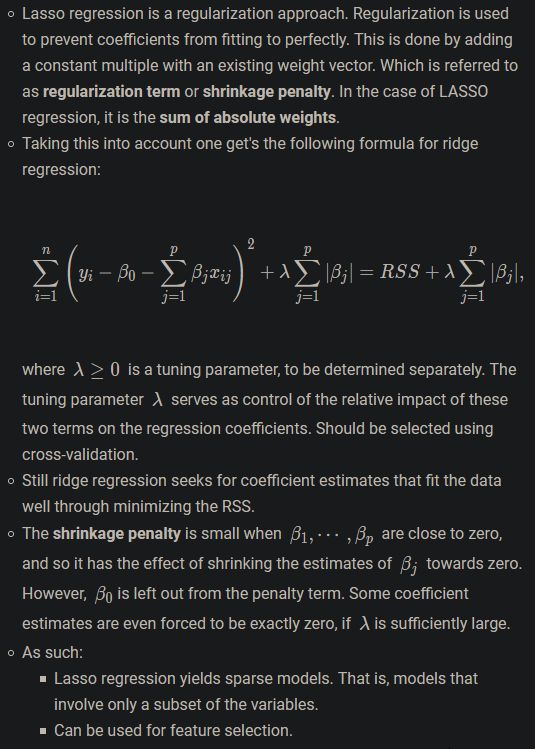 Lasso regression is a regularization approach. Regularization is used
to prevent coefficients from fitting to perfectly. This is done by adding
a constant multiple with an existing weight vector. Which is referred to
as regularization term or shrinkage penalty. In the case of LASSO
regression, it is the sum of absolute weights.
Taking this into account one get's the following formula for ridge
regression:
∑_{i=1}^{n} (y_i − β_0 − ∑_{j=1}^{p} β_j x_{ij})^2 + λ ∑_{j=1}^{p} |β_j| = RSS + λ ∑_{j=1}^{p} |β_j|,
where λ ≥ 0 is a tuning parameter, to be determined separately. The
tuning parameter λ serves as control of the relative impact of these
two terms on the regression coefficients. Should be selected using
cross-validation.
Still ridge regression seeks for coefficient estimates that fit the data
well through minimizing the RSS.
The shrinkage penalty is small when β_1, ⋯ , β_p are close to zero,
and so it has the effect of shrinking the estimates of β_j towards zero.
However, β_0 is left out from the penalty term. Some coefficient
estimates are even forced to be exactly zero, if λ is sufficiently large.
As such:
Lasso regression yields sparse models. That is, models that
involve only a subset of the variables.
Can be used for feature selection.